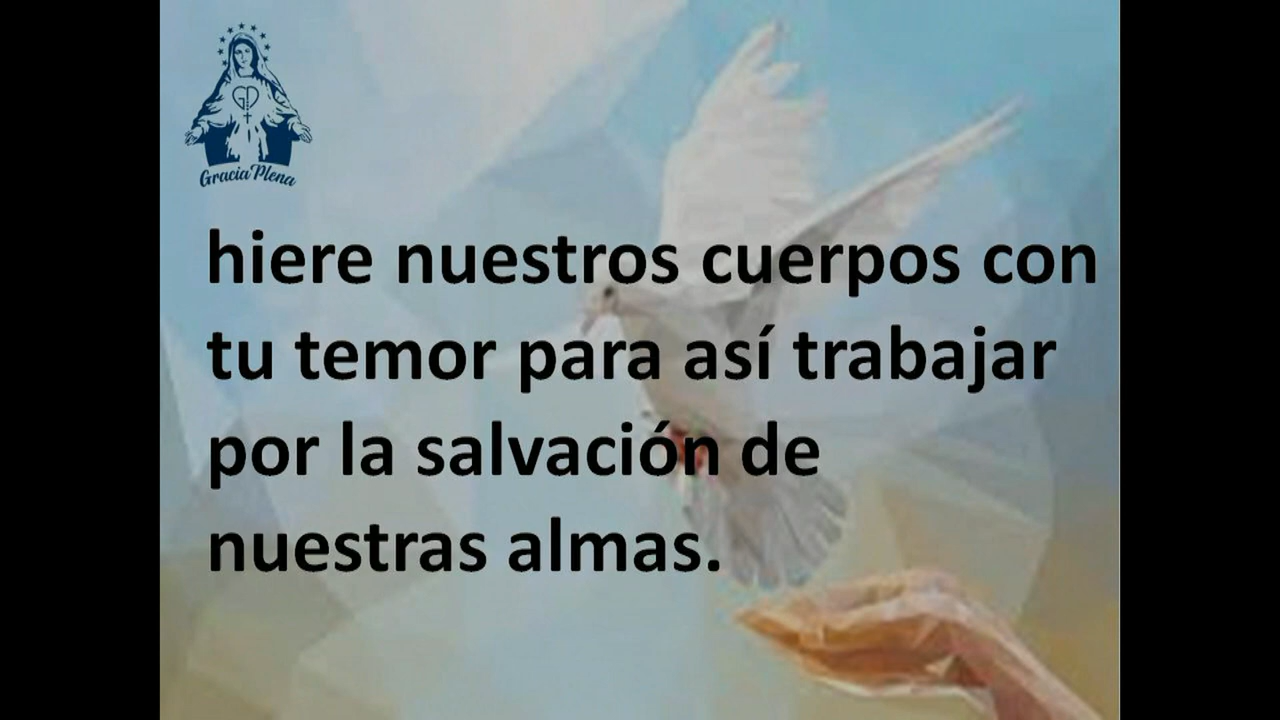 Gracia Plena
hiere nuestros cuerpos con
tu temor para así trabajar
por la salvación de
nuestras almas.